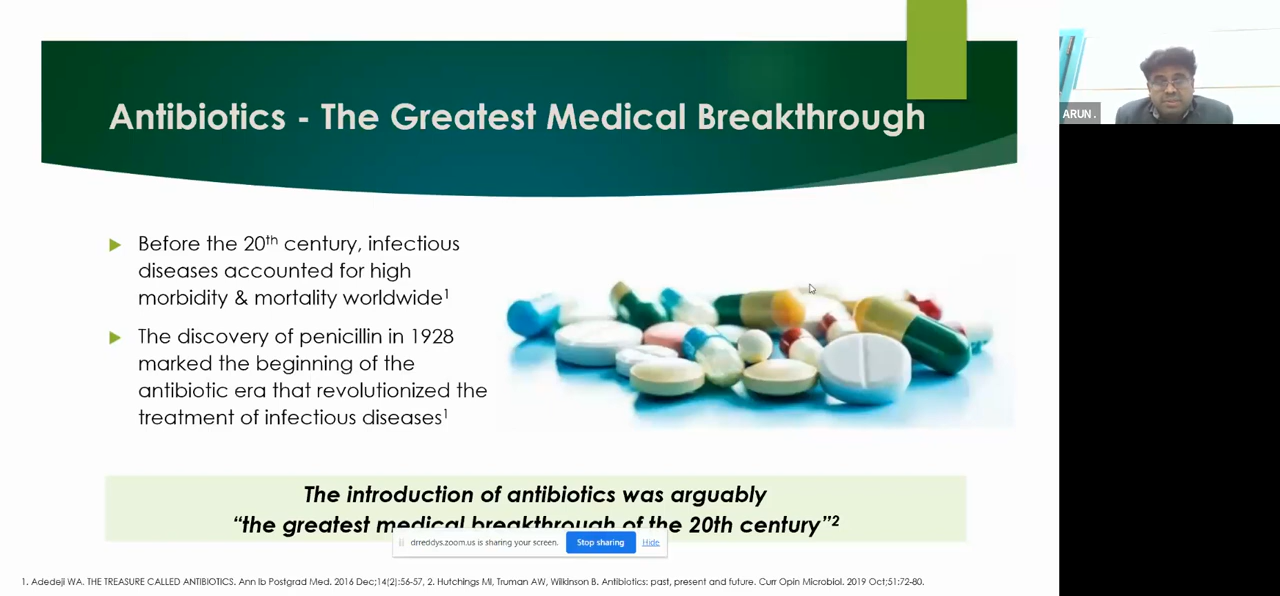 Antibiotics - The Greatest Medical Breakthrough
ARUN .
Before the 20th century, infectious
diseases accounted for high
morbidity & mortality worldwide1
The discovery of penicillin in 1928
marked the beginning of the
antibiotic era that revolutionized the
treatment of infectious diseases1
The introduction of antibiotics was arguably
“the greatest medical breakthrough of the 20th century”2
drreddys.zoom.us is sharing your screen. Stop sharing Hide
1. Adedeji WA. THE TREASURE CALLED ANTIBIOTICS. Ann Ib Postgrad Med. 2016 Dec;14(2):56-57, 2. Hutchings MI, Truman AW, Wilkinson B. Antibiotics: past, present and future. Curr Opin Microbiol. 2019 Oct;51:72-80.